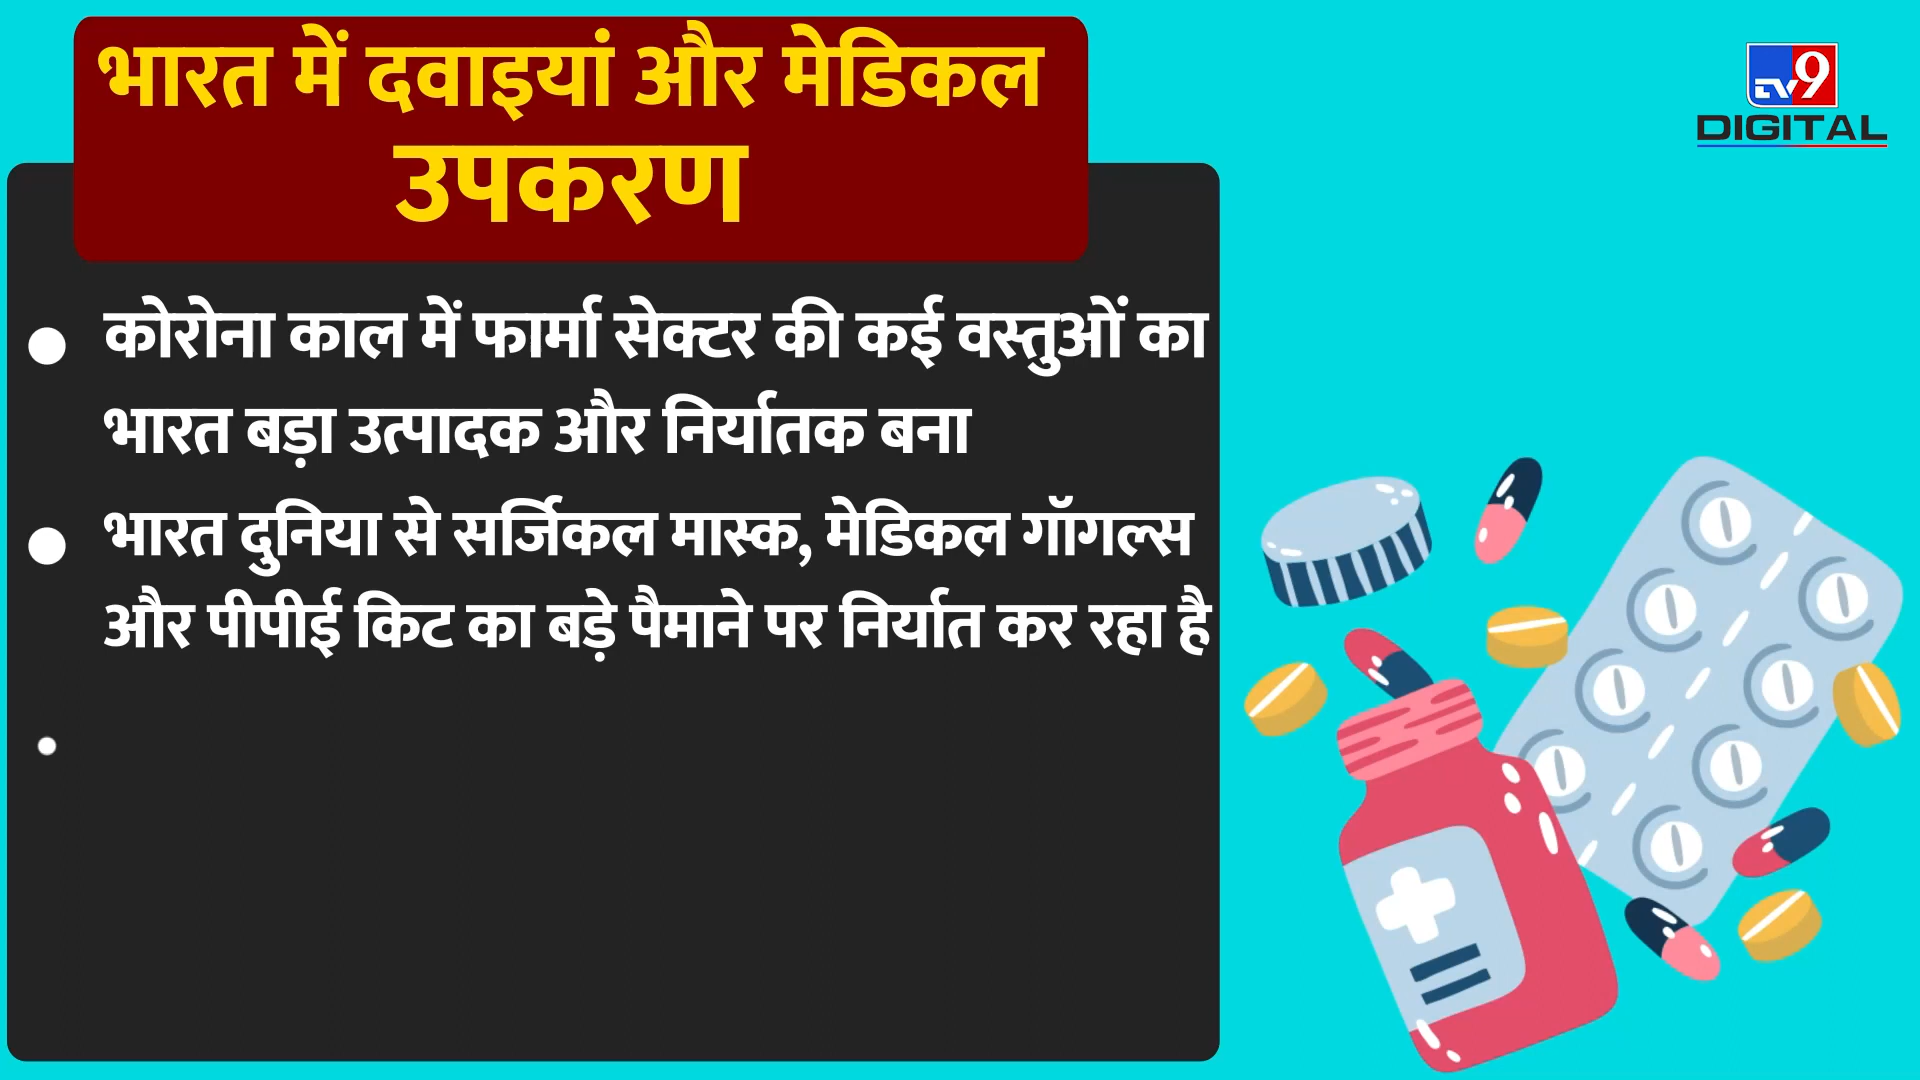 भारत में दवाइयां और मेडिकल
उपकरण
TV9
DIGITAL
कोरोना काल में फार्मा सेक्टर की कई वस्तुओं का
भारत बड़ा उत्पादक और निर्यातक बना
भारत दुनिया से सर्जिकल मास्क, मेडिकल गॉगल्स
और पीपीई किट का बड़े पैमाने पर निर्यात कर रहा है